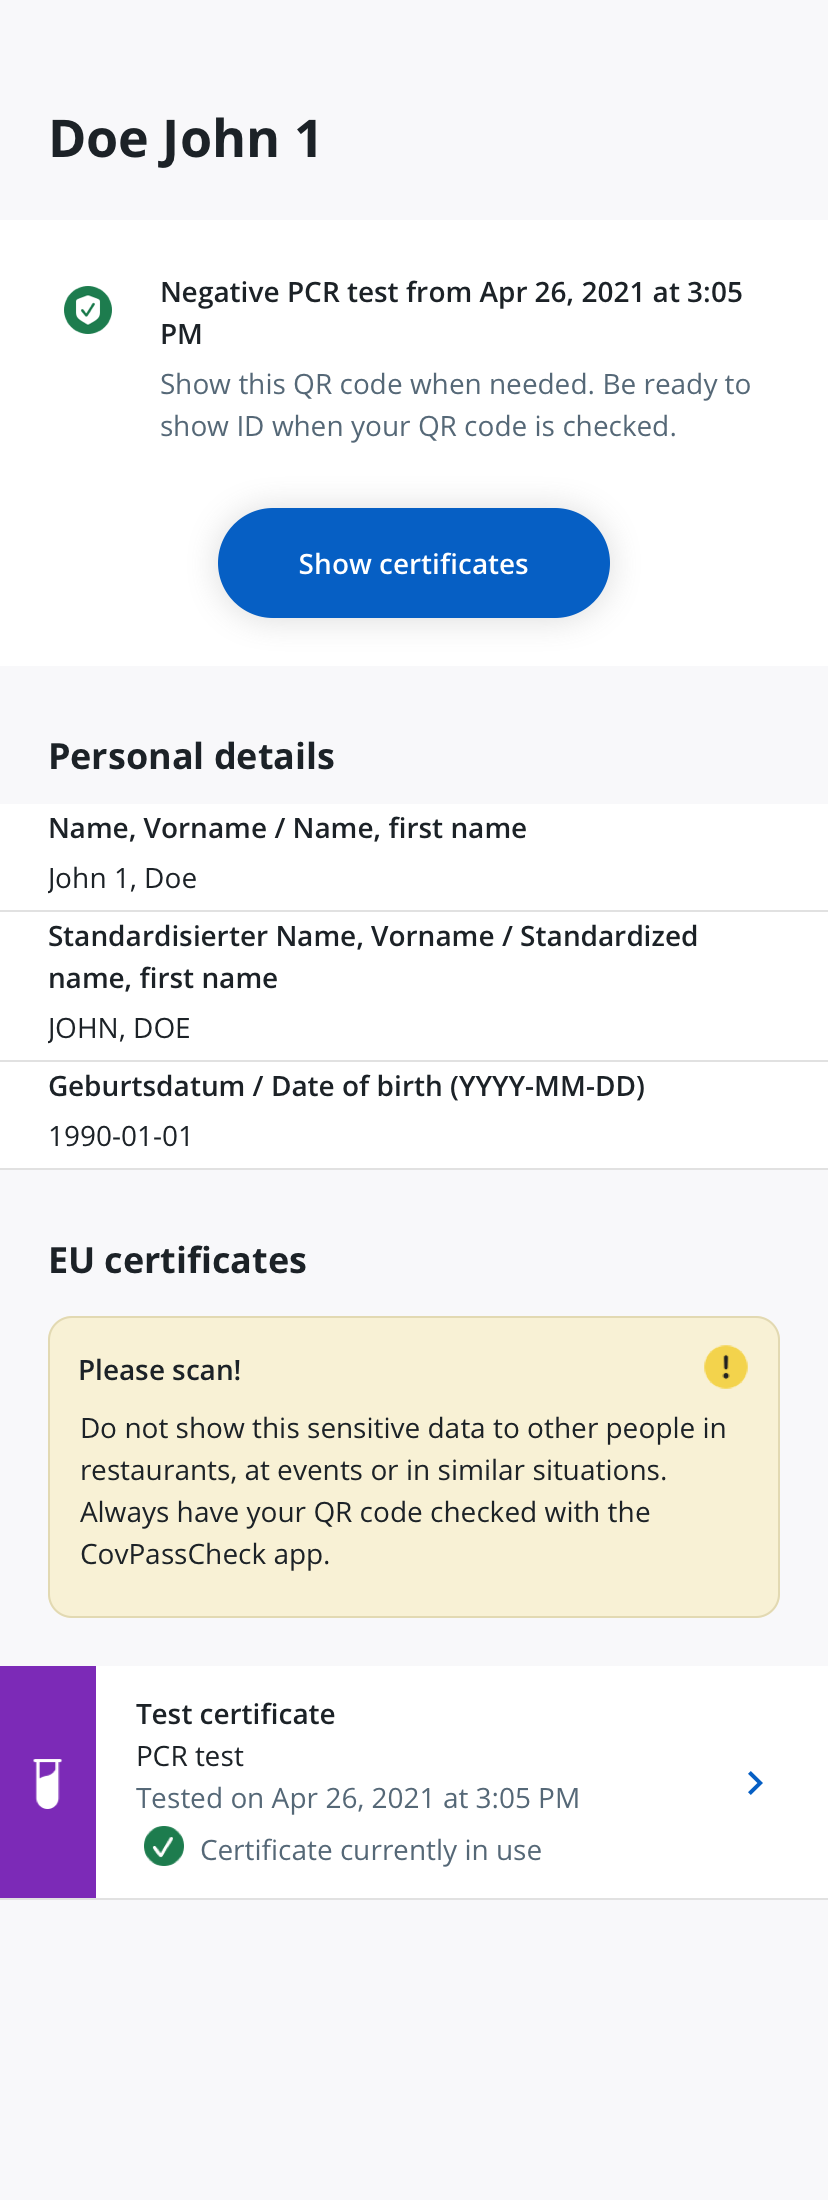 Doe John 1
Negative PCR test from Apr 26, 2021 at 3:05
PM
Show this QR code when needed. Be ready to
show ID when your QR code is checked.
Show certificates
Personal details
Name, Vorname / Name, first name
John 1, Doe
Standardisierter Name, Vorname / Standardized
name, first name
JOHN, DOE
Geburtsdatum / Date of birth (YYYY-MM-DD)
1990-01-01
EU certificates
Please scan!
Do not show this sensitive data to other people in
restaurants, at events or in similar situations.
Always have your QR code checked with the
CovPassCheck app.
Test certificate
PCR test
Tested on Apr 26, 2021 at 3:05 PM
Certificate currently in use